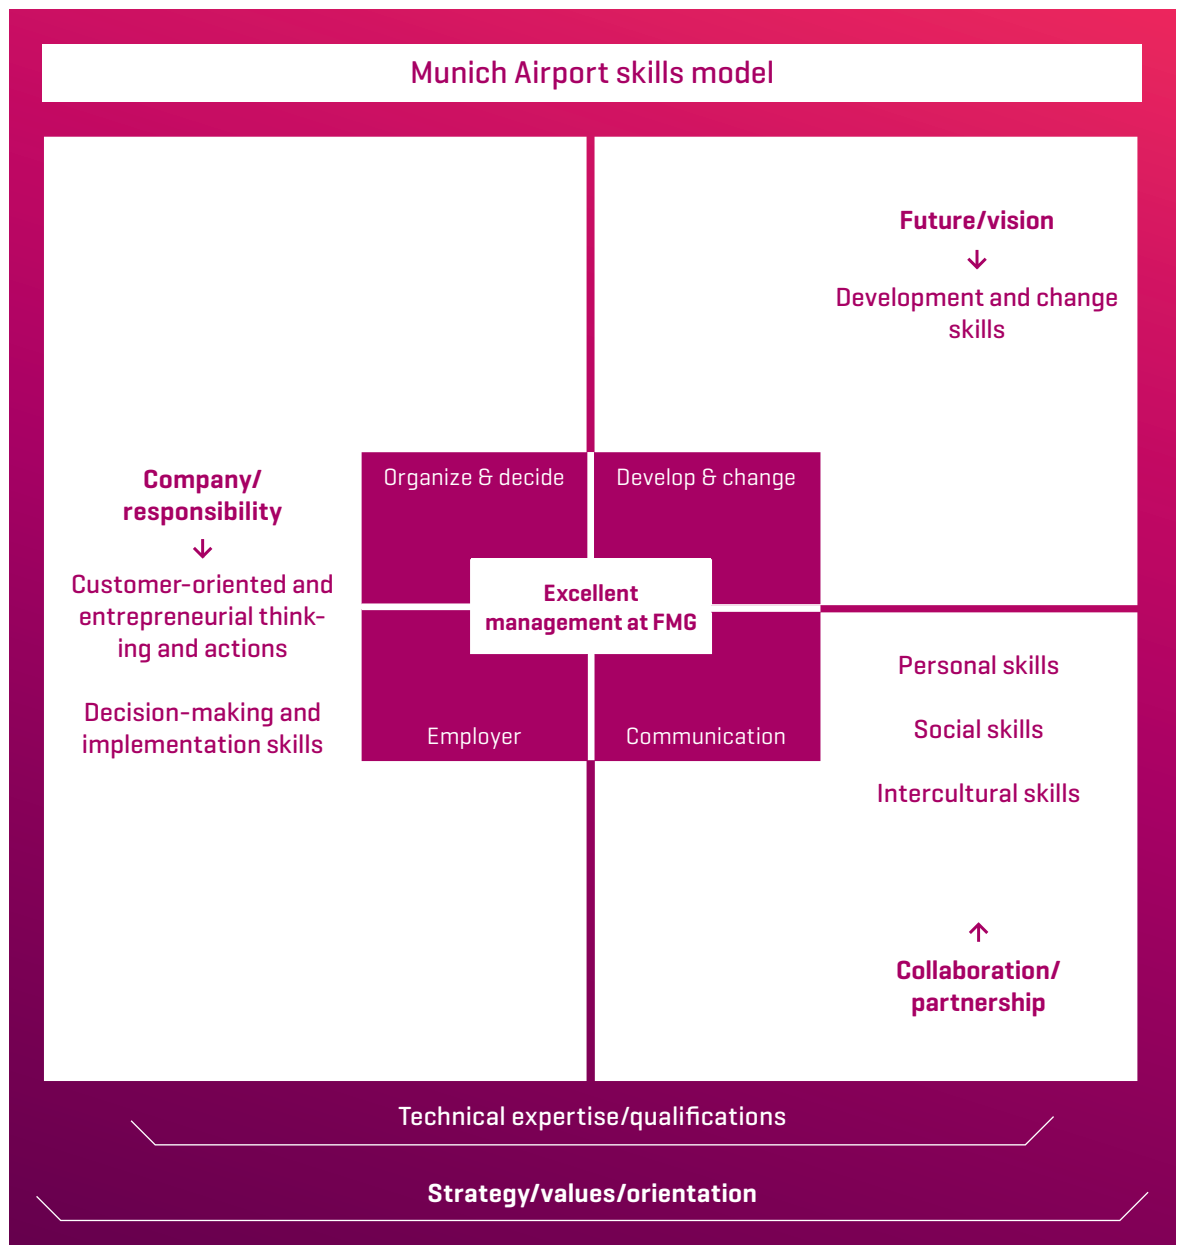 Munich Airport skills model
Future/vision
↓
Development and change
skills
Company/
responsibility
↓
Customer-oriented and
entrepreneurial think-
ing and actions
Decision-making and
implementation skills
Organize & decide
Develop & change
Excellent
management at FMG
Employer
Communication
Personal skills
Social skills
Intercultural skills
↑
Collaboration/
partnership
Technical expertise/qualifications
Strategy/values/orientation